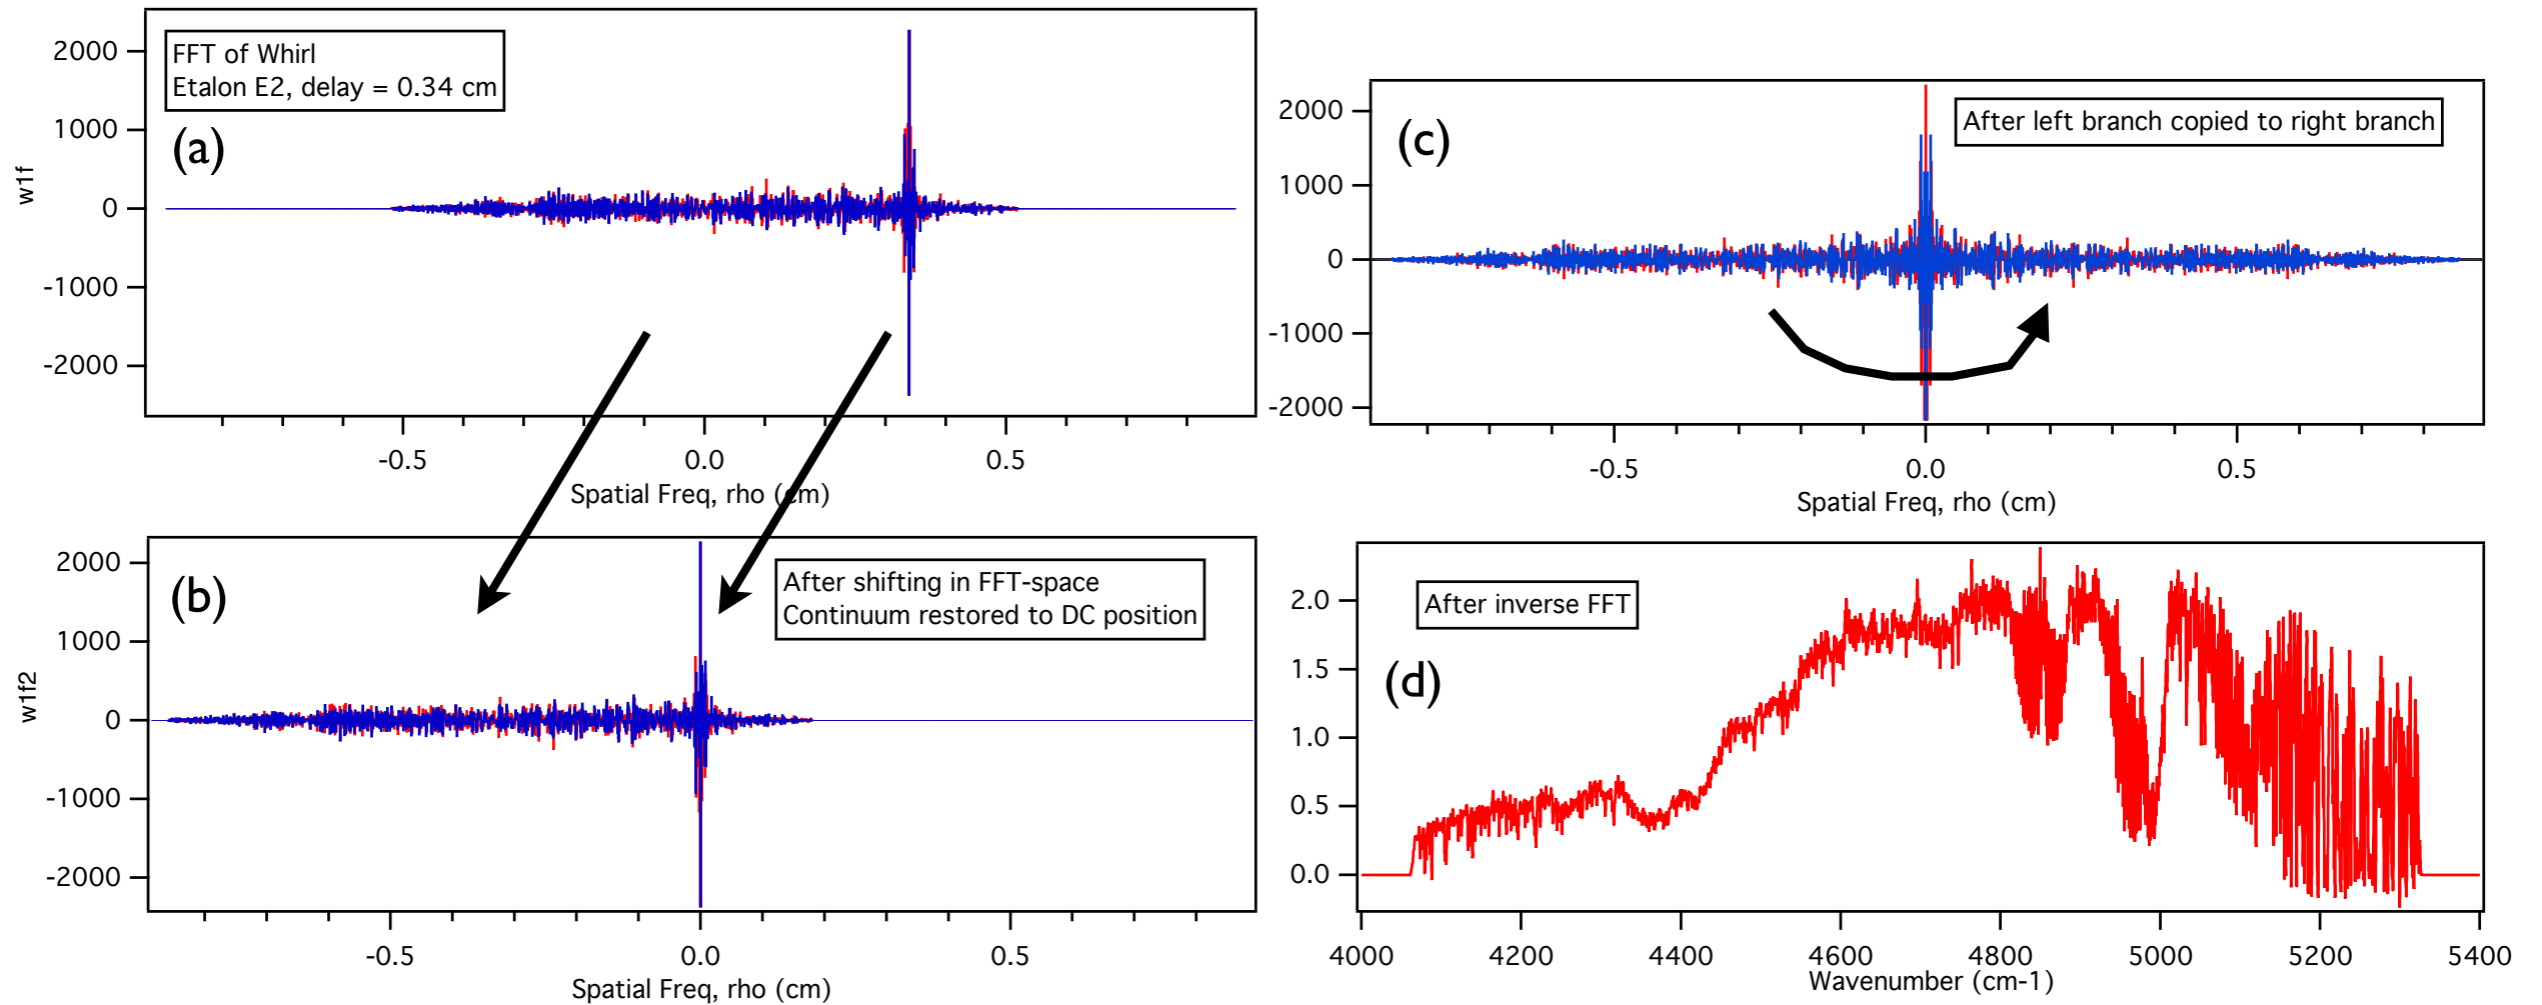 FFT of Whirl
Etalon E2, delay = 0.34 cm
(a)
w1f
2000
1000
0
-1000
-2000
-0.5 0.0 0.5
Spatial Freq, rho (cm)
After shifting in FFT-space
Continuum restored to DC position
(b)
w1f2
2000
1000
0
-1000
-2000
-0.5 0.0 0.5
Spatial Freq, rho (cm)
After left branch copied to right branch
(c)
2000
1000
0
-1000
-2000
-0.5 0.0 0.5
Spatial Freq, rho (cm)
After inverse FFT
(d)
2.0
1.5
1.0
0.5
0.0
4000 4200 4400 4600 4800 5000 5200 5400
Wavenumber (cm-1)